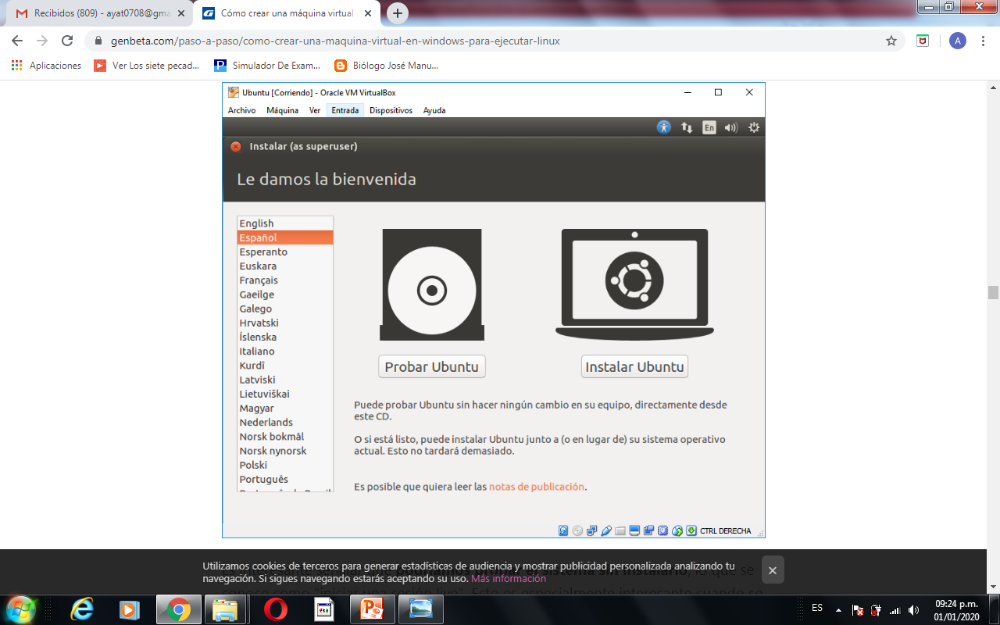 Recibidos (809) - ayat0708@gma
Cómo crear una máquina virtual
genbeta.com/paso-a-paso/como-crear-una-maquina-virtual-en-windows-para-ejecutar-linux
A
Aplicaciones
Ver Los siete pecad...
Simulador De Exam...
Biólogo José Manu...
Ubuntu [Corriendo] - Oracle VM VirtualBox
Archivo Máquina Ver Entrada Dispositivos Ayuda
En
Instalar (as superuser)
Le damos la bienvenida
English
Español
Esperanto
Euskara
Français
Gaeilge
Galego
Hrvatski
Íslenska
Italiano
Kurdî
Latviski
Lietuviškai
Magyar
Nederlands
Norsk bokmål
Norsk nynorsk
Polski
Português
Probar Ubuntu
Instalar Ubuntu
Puede probar Ubuntu sin hacer ningún cambio en su equipo, directamente desde
este CD.
O si está listo, puede instalar Ubuntu junto a (o en lugar de) su sistema operativo
actual. Esto no tardará demasiado.
Es posible que quiera leer las notas de publicación.
CTRL DERECHA
Utilizamos cookies de terceros para generar estadísticas de audiencia y mostrar publicidad personalizada analizando tu
navegación. Si sigues navegando estarás aceptando su uso. Más información
ES
09:24 p.m.
01/01/2020